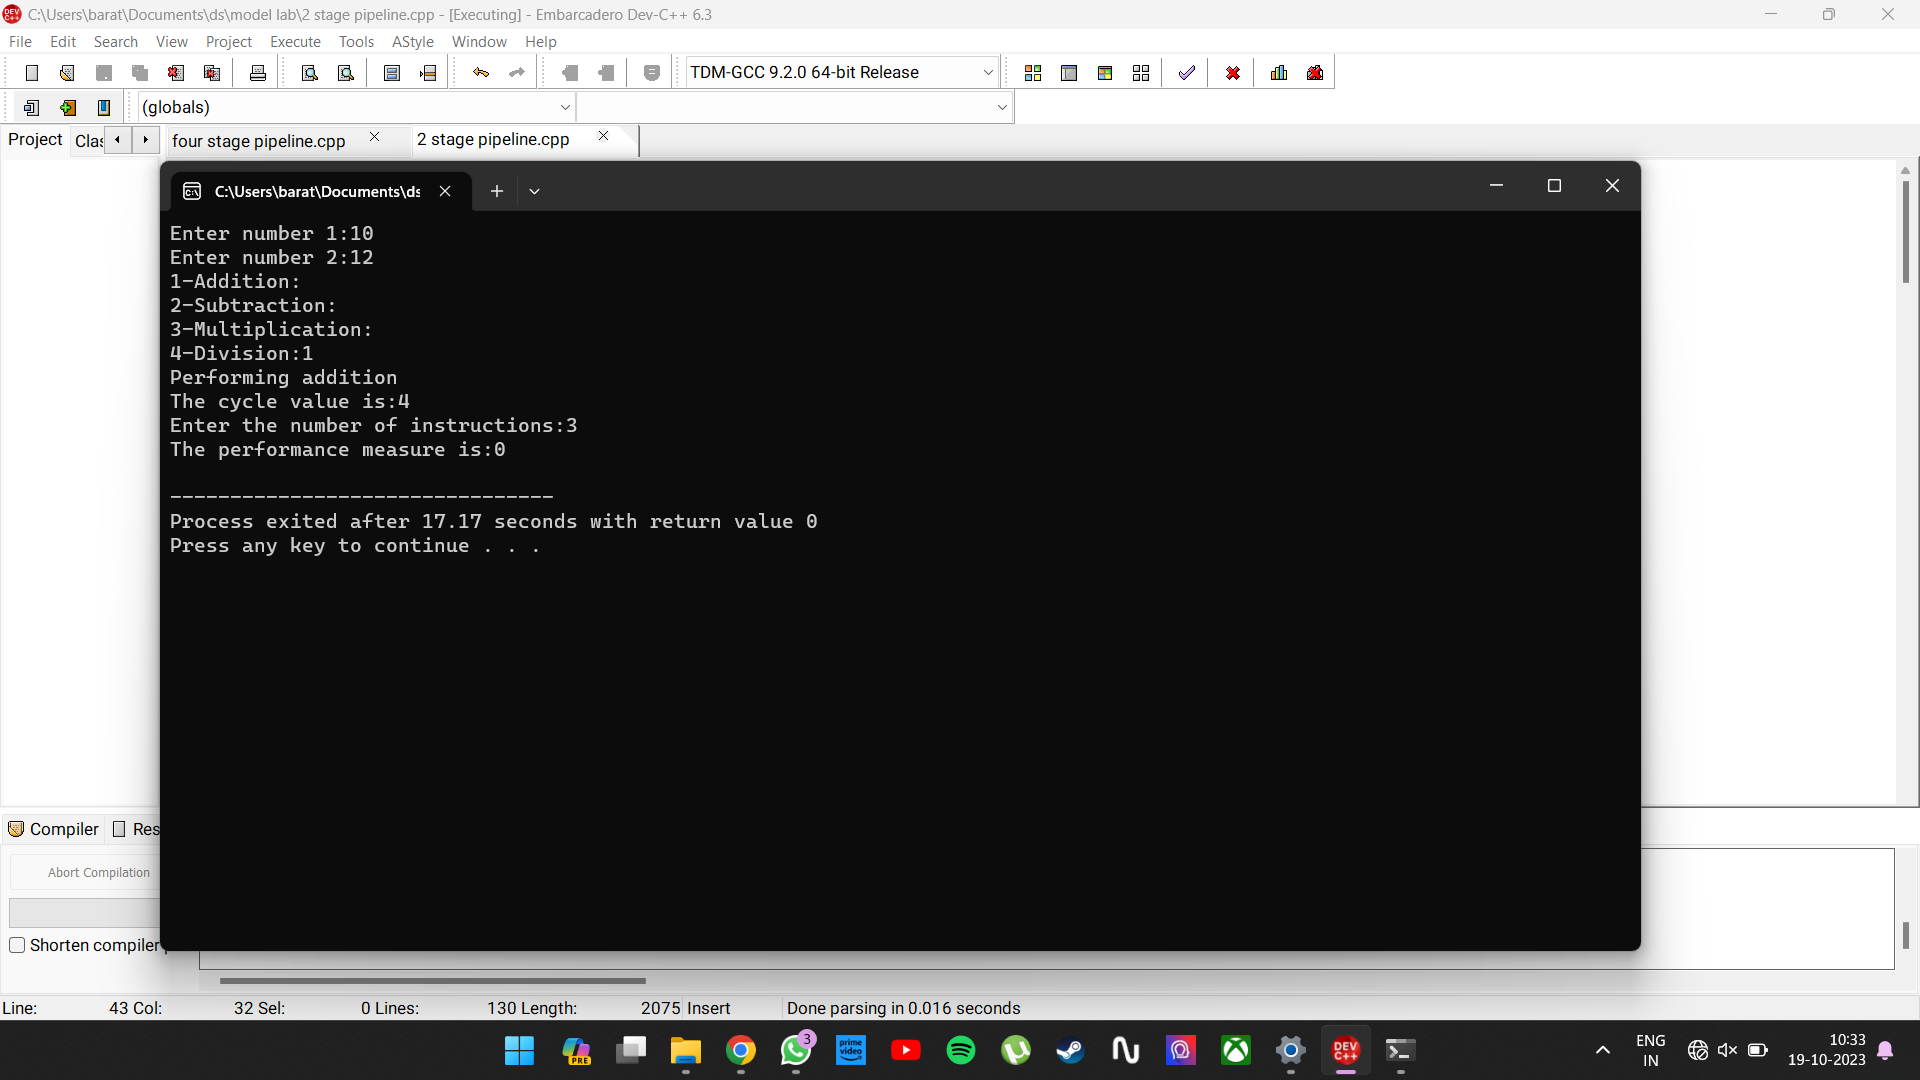 C:\Users\barat\Documents\ds\model lab\2 stage pipeline.cpp - [Executing] - Embarcadero Dev-C++ 6.3
File Edit Search View Project Execute Tools AStyle Window Help
TDM-GCC 9.2.0 64-bit Release
(globals)
Project Clas four stage pipeline.cpp 2 stage pipeline.cpp
C:\Users\barat\Documents\ds
Enter number 1:10
Enter number 2:12
1-Addition:
2-Subtraction:
3-Multiplication:
4-Division:1
Performing addition
The cycle value is:4
Enter the number of instructions:3
The performance measure is:0
--------------------------------
Process exited after 17.17 seconds with return value 0
Press any key to continue . . .
Compiler Res
Abort Compilation
Shorten compiler
Line: 43 Col: 32 Sel: 0 Lines: 130 Length: 2075 Insert Done parsing in 0.016 seconds
PRE
3
prime video
DEV C++
ENG
IN
10:33
19-10-2023